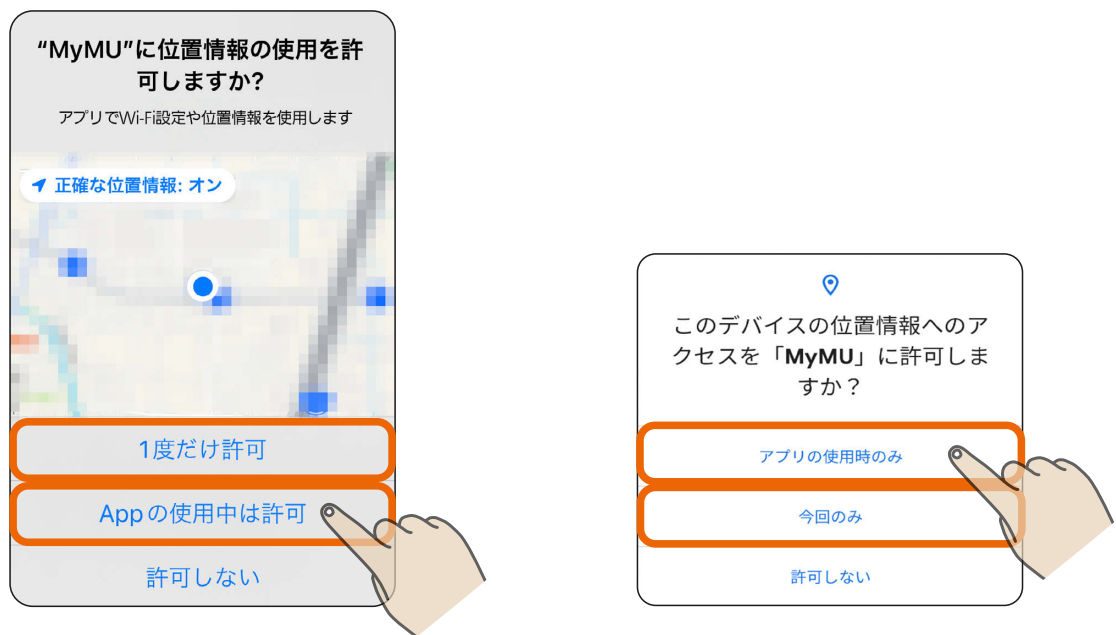 “MyMU”に位置情報の使用を許
可しますか?
アプリでWi-Fi設定や位置情報を使用します
正確な位置情報: オン
1度だけ許可
Appの使用中は許可
許可しない
このデバイスの位置情報へのア
クセスを「MyMU」に許可しま
すか？
アプリの使用時のみ
今回のみ
許可しない